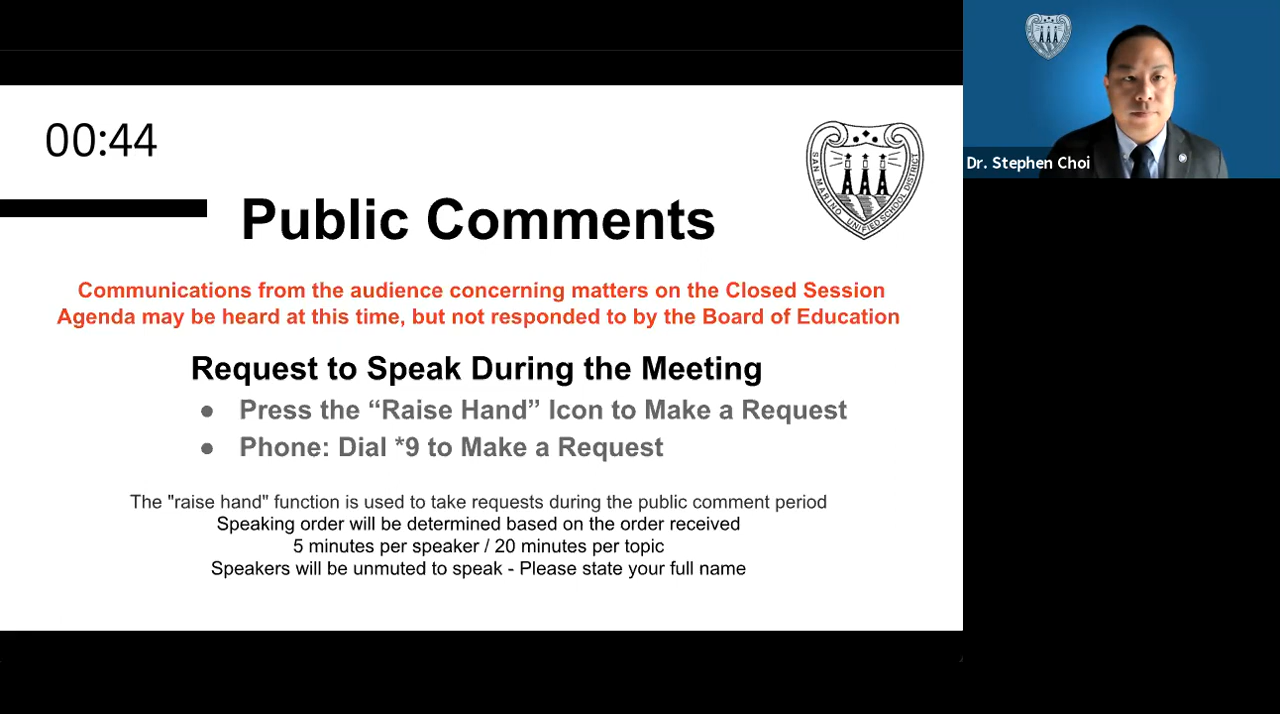 00:44
SAN MARINO UNIFIED SCHOOL DISTRICT
Public Comments
Communications from the audience concerning matters on the Closed Session
Agenda may be heard at this time, but not responded to by the Board of Education
Request to Speak During the Meeting
● Press the “Raise Hand” Icon to Make a Request
● Phone: Dial *9 to Make a Request
The "raise hand" function is used to take requests during the public comment period
Speaking order will be determined based on the order received
5 minutes per speaker / 20 minutes per topic
Speakers will be unmuted to speak - Please state your full name
Dr. Stephen Choi